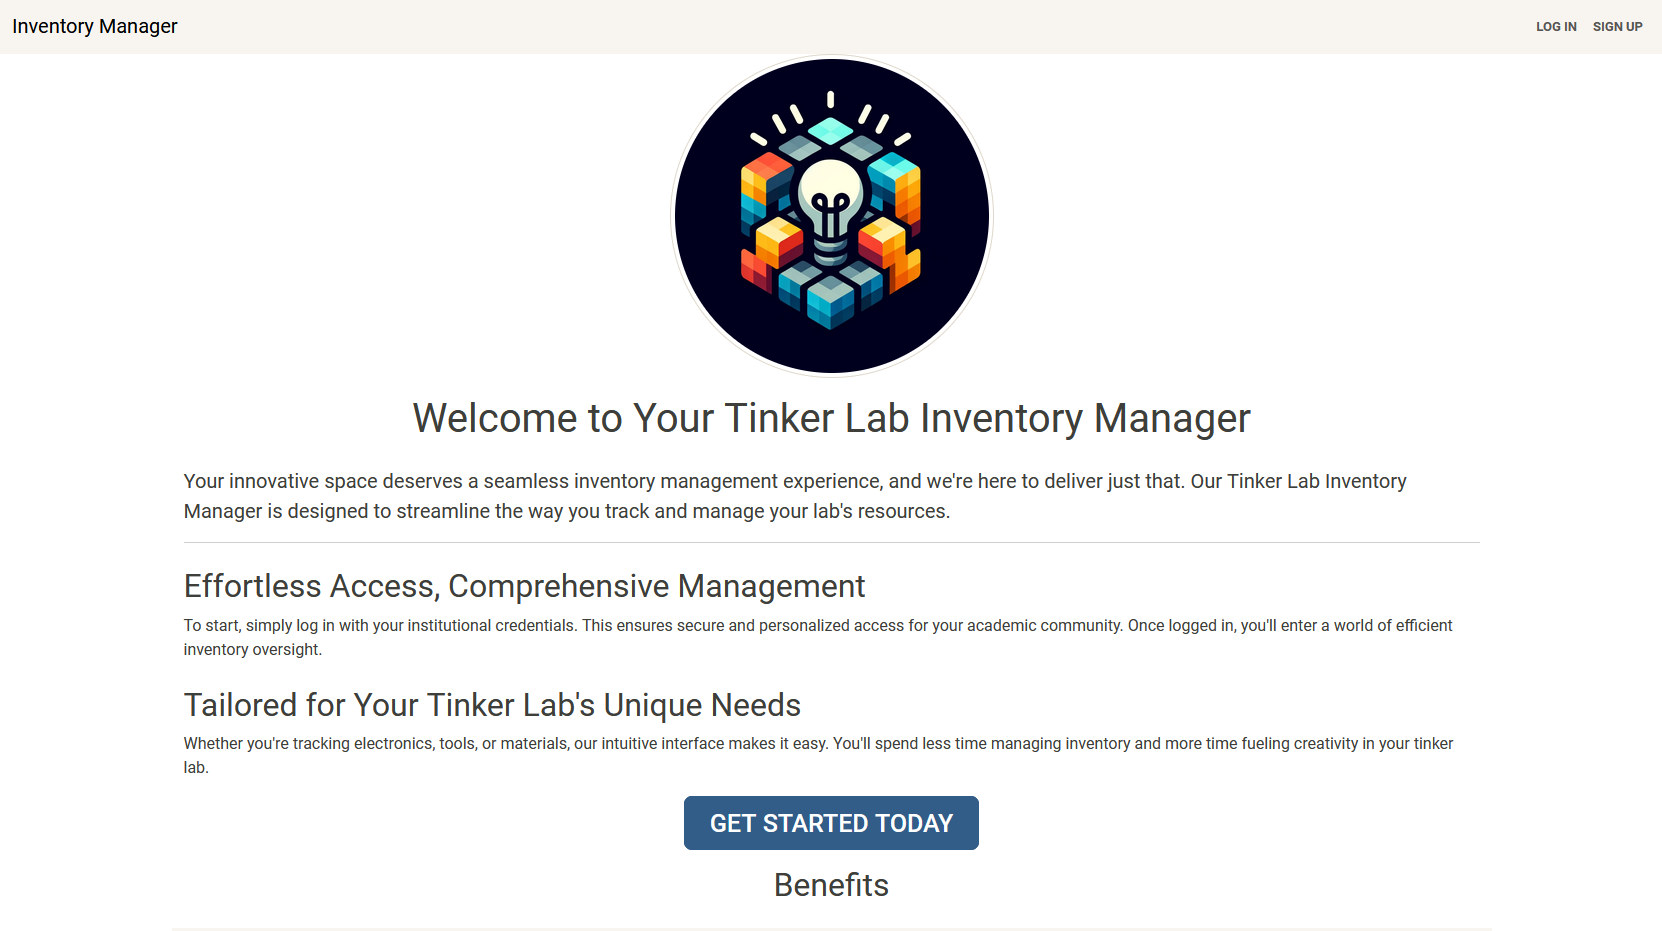 Inventory Manager
LOG IN SIGN UP
Welcome to Your Tinker Lab Inventory Manager
Your innovative space deserves a seamless inventory management experience, and we're here to deliver just that. Our Tinker Lab Inventory
Manager is designed to streamline the way you track and manage your lab's resources.
Effortless Access, Comprehensive Management
To start, simply log in with your institutional credentials. This ensures secure and personalized access for your academic community. Once logged in, you'll enter a world of efficient
inventory oversight.
Tailored for Your Tinker Lab's Unique Needs
Whether you're tracking electronics, tools, or materials, our intuitive interface makes it easy. You'll spend less time managing inventory and more time fueling creativity in your tinker
lab.
GET STARTED TODAY
Benefits